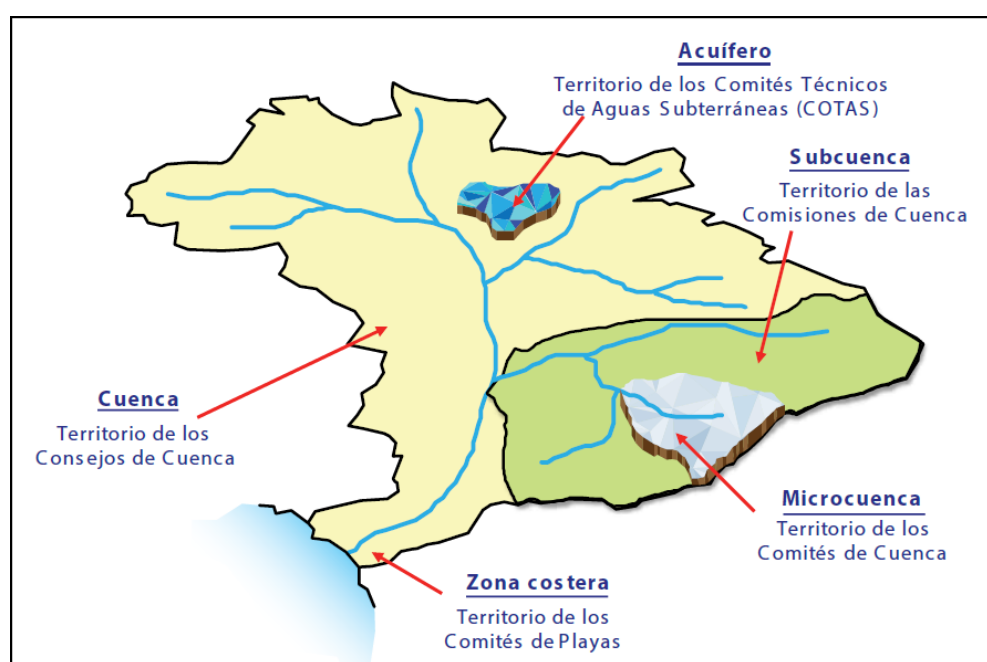 Acuífero
Territorio de los Comités Técnicos
de Aguas Subterráneas (COTAS)
Subcuenca
Territorio de las
Comisiones de Cuenca
Cuenca
Territorio de los
Consejos de Cuenca
Microcuenca
Territorio de los
Comités de Cuenca
Zona costera
Territorio de los
Comités de Playas